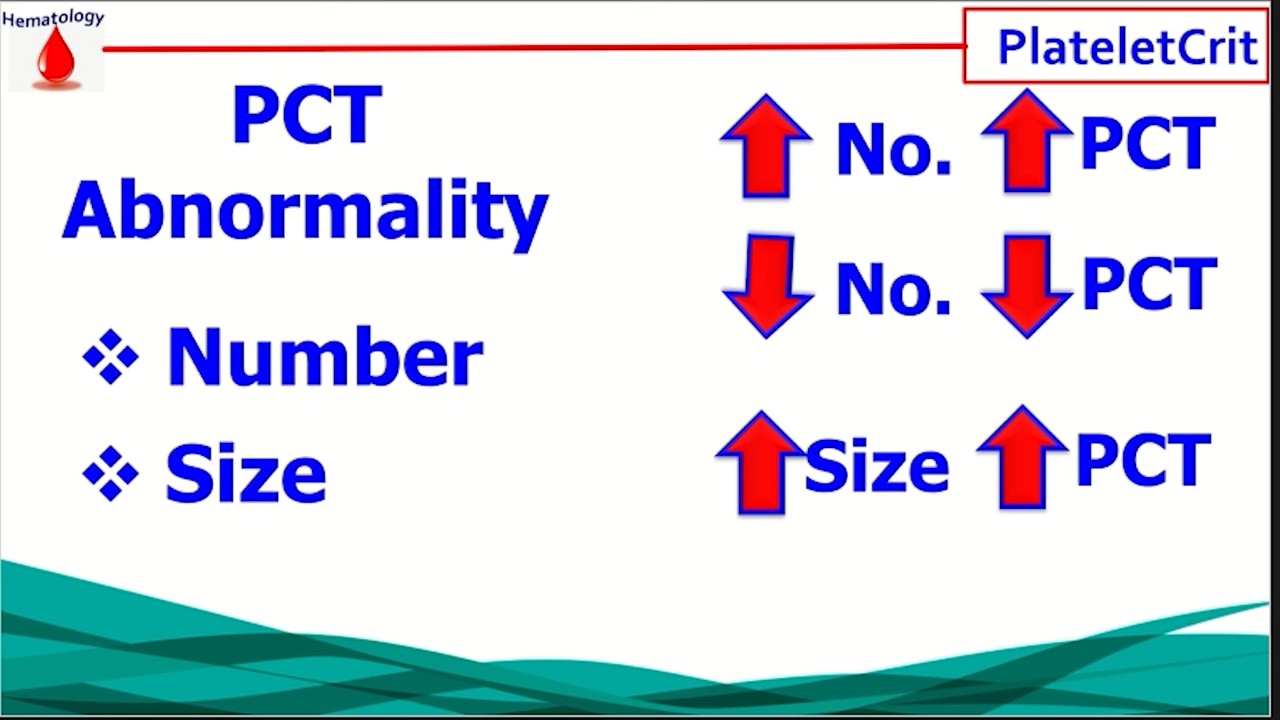 Hematology
PlateletCrit
PCT
Abnormality
Number
Size
No. PCT
No. PCT
Size PCT